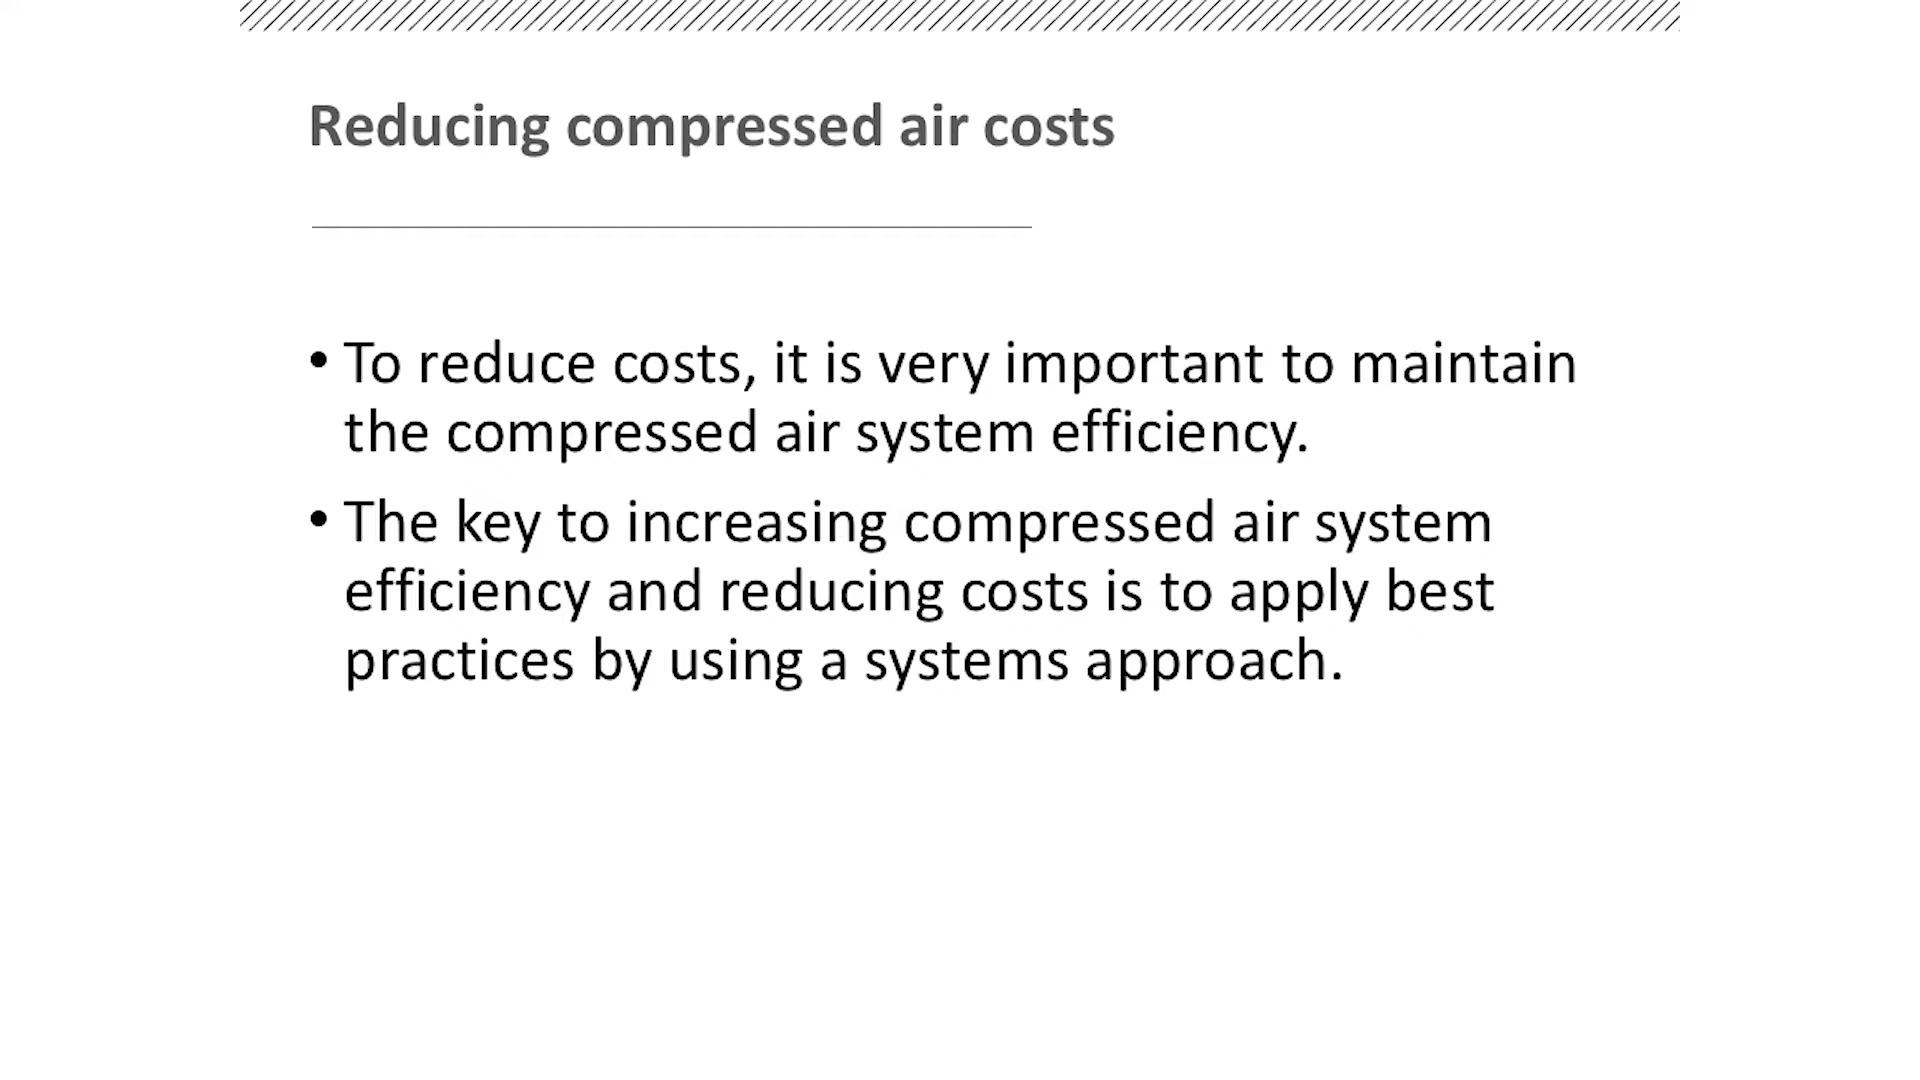 Reducing compressed air costs
• To reduce costs, it is very important to maintain
the compressed air system efficiency.
• The key to increasing compressed air system
efficiency and reducing costs is to apply best
practices by using a systems approach.